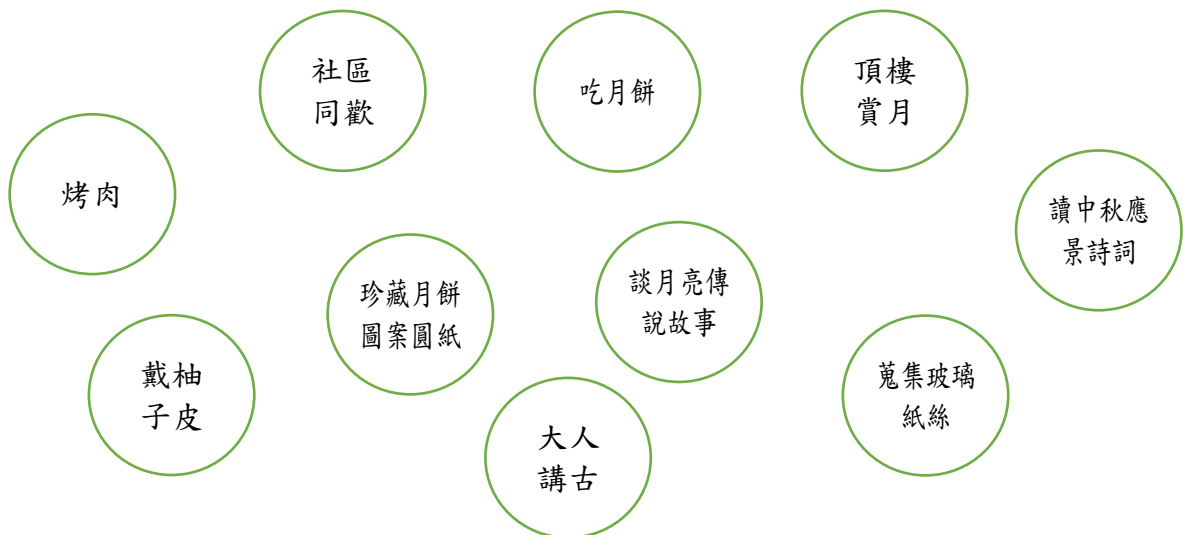 社區
同歡
吃月餅
頂樓
賞月
烤肉
讀中秋應
景詩詞
珍藏月餅
圖案圓紙
談月亮傳
說故事
戴柚
子皮
蒐集玻璃
紙絲
大人
講古